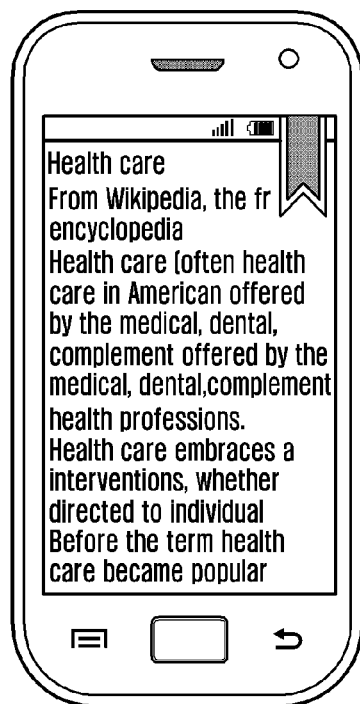 Health care
From Wikipedia, the fr
encyclopedia
Health care (often health
care in American offered
by the medical, dental,
complement offered by the
medical, dental,complement
health professions.
Health care embraces a
interventions, whether
directed to individual
Before the term health
care became popular